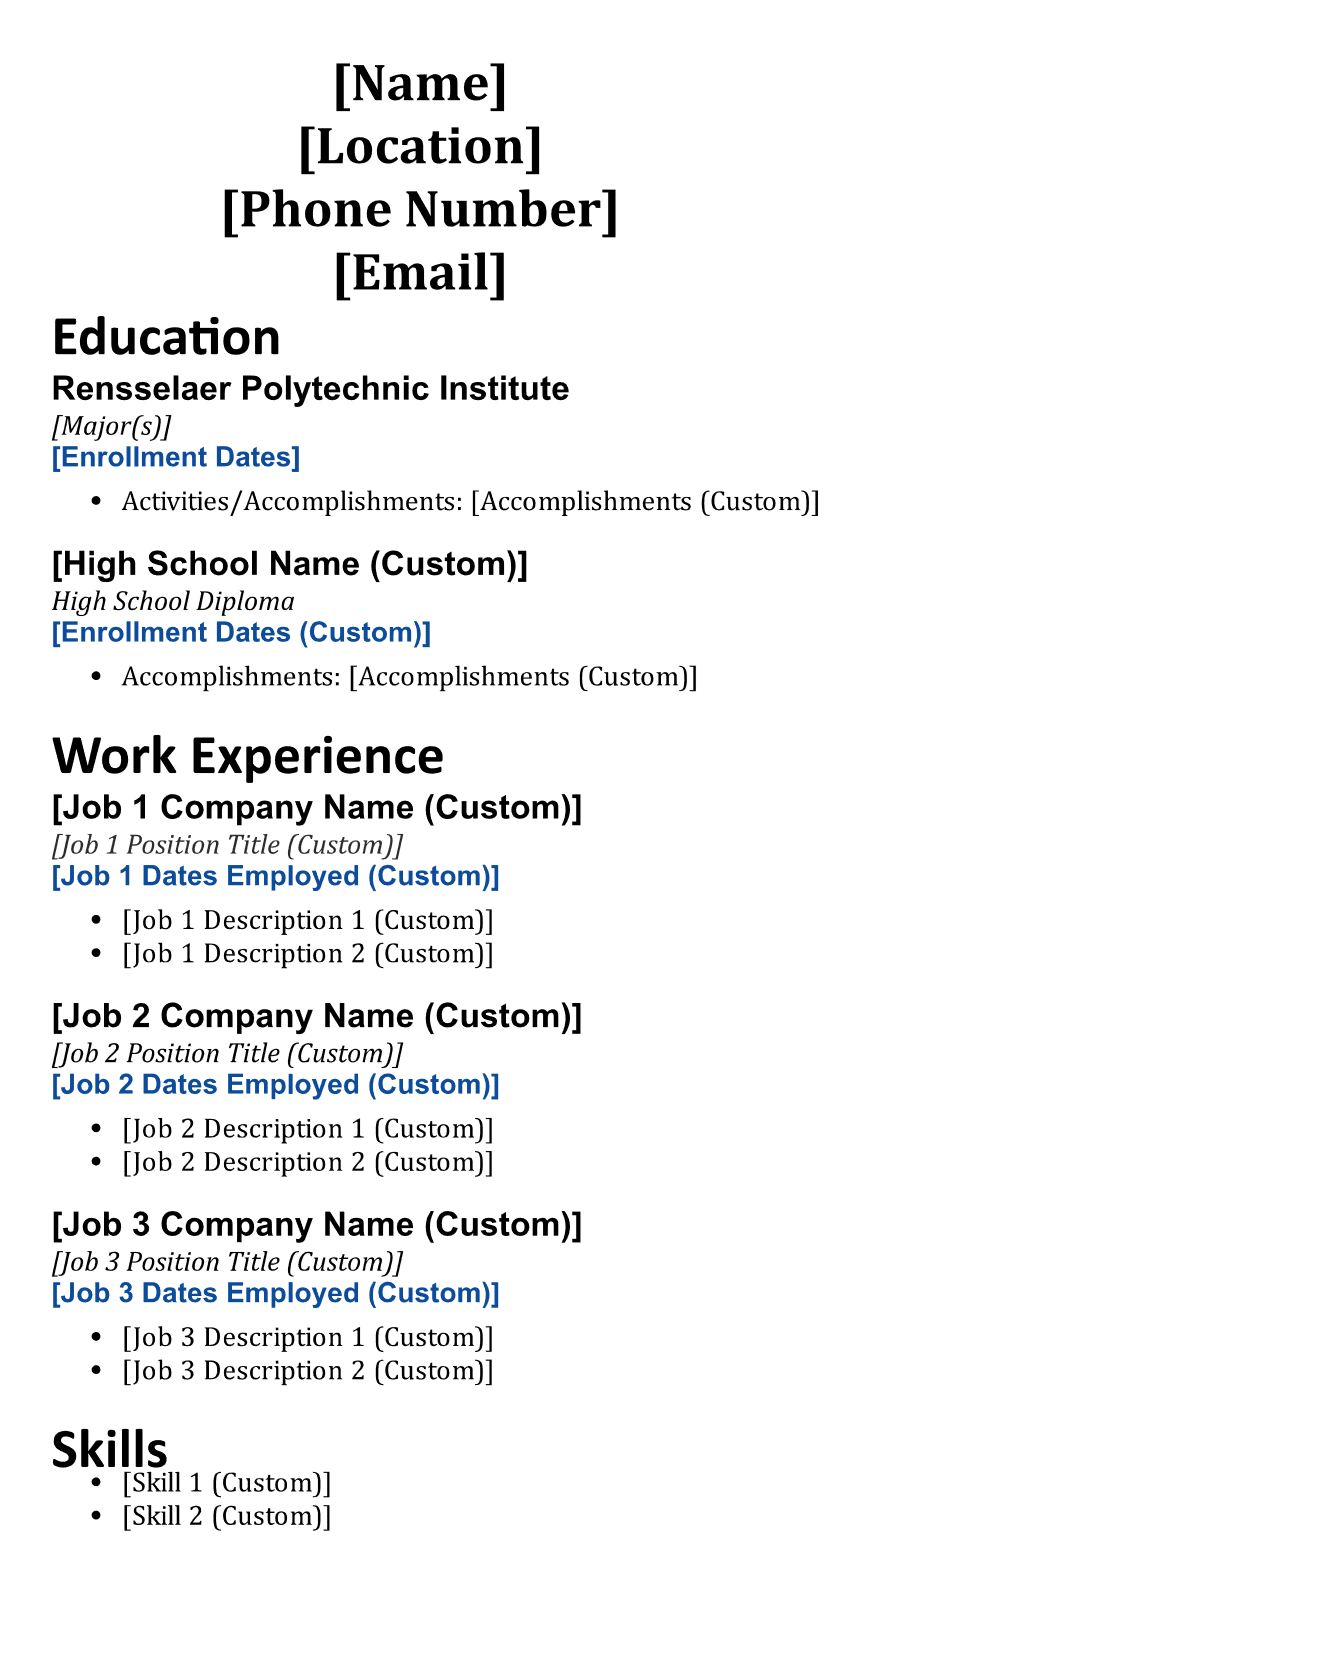 [Name]
[Location]
[Phone Number]
[Email]
Education
Rensselaer Polytechnic Institute
[Major(s)]
[Enrollment Dates]
• Activities/Accomplishments: [Accomplishments (Custom)]
[High School Name (Custom)]
High School Diploma
[Enrollment Dates (Custom)]
• Accomplishments: [Accomplishments (Custom)]
Work Experience
[Job 1 Company Name (Custom)]
[Job 1 Position Title (Custom)]
[Job 1 Dates Employed (Custom)]
• [Job 1 Description 1 (Custom)]
• [Job 1 Description 2 (Custom)]
[Job 2 Company Name (Custom)]
[Job 2 Position Title (Custom)]
[Job 2 Dates Employed (Custom)]
• [Job 2 Description 1 (Custom)]
• [Job 2 Description 2 (Custom)]
[Job 3 Company Name (Custom)]
[Job 3 Position Title (Custom)]
[Job 3 Dates Employed (Custom)]
• [Job 3 Description 1 (Custom)]
• [Job 3 Description 2 (Custom)]
Skills
• [Skill 1 (Custom)]
• [Skill 2 (Custom)]